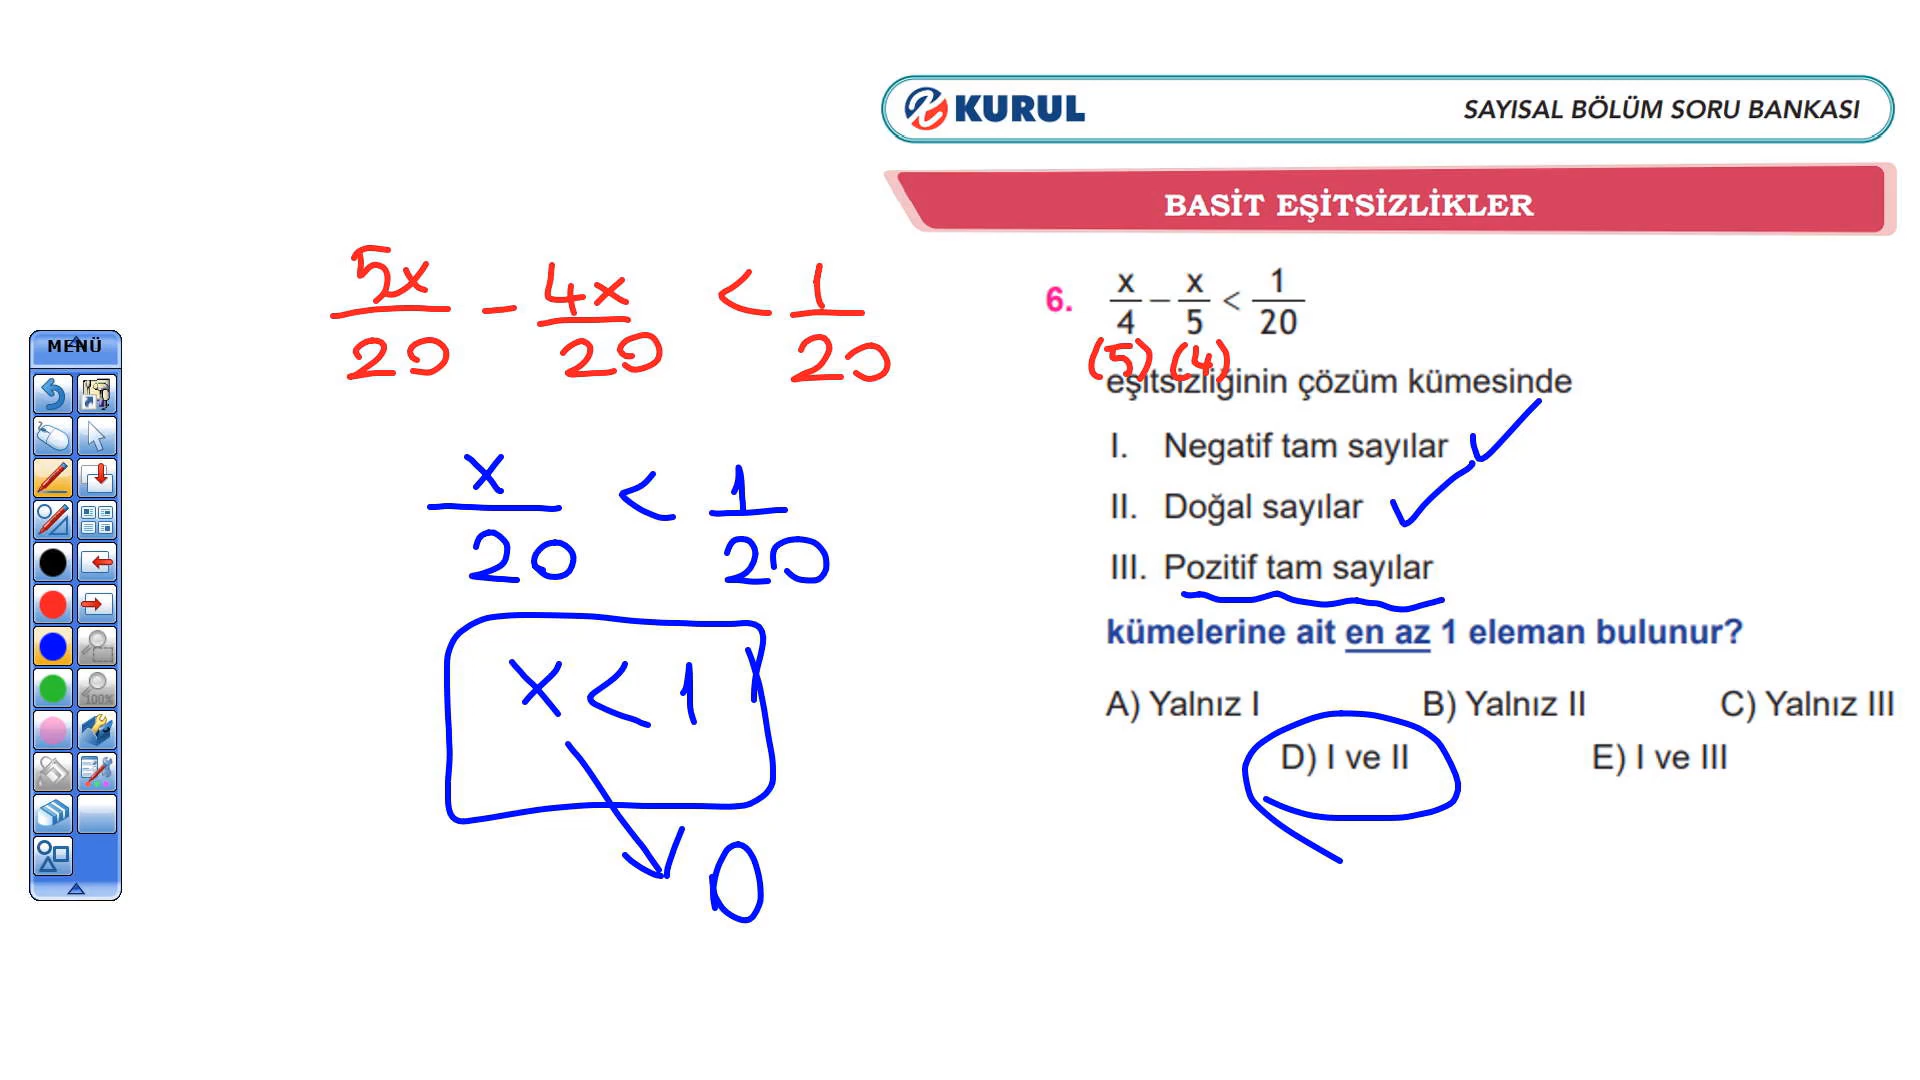 KURUL
SAYISAL BÖLÜM SORU BANKASI
BASİT EŞİTSİZLİKLER
MENÜ
100%
5x/20 - 4x/20 < 1/20
x/20 < 1/20
x < 1
0
6. x/4 - x/5 < 1/20
(5) (4)
eşitsizliğinin çözüm kümesinde
I. Negatif tam sayılar
II. Doğal sayılar
III. Pozitif tam sayılar
kümelerine ait en az 1 eleman bulunur?
A) Yalnız I B) Yalnız II C) Yalnız III
D) I ve II E) I ve III